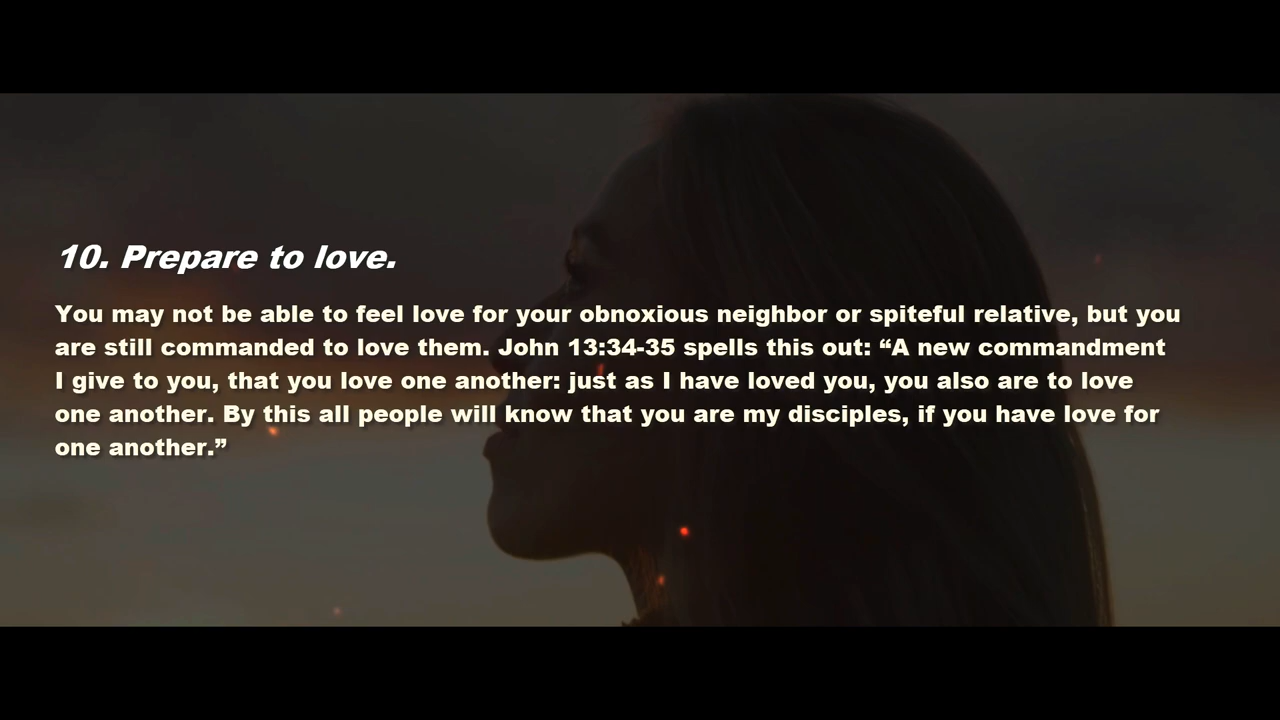 10. Prepare to love.
You may not be able to feel love for your obnoxious neighbor or spiteful relative, but you
are still commanded to love them. John 13:34-35 spells this out: “A new commandment
I give to you, that you love one another: just as I have loved you, you also are to love
one another. By this all people will know that you are my disciples, if you have love for
one another.”